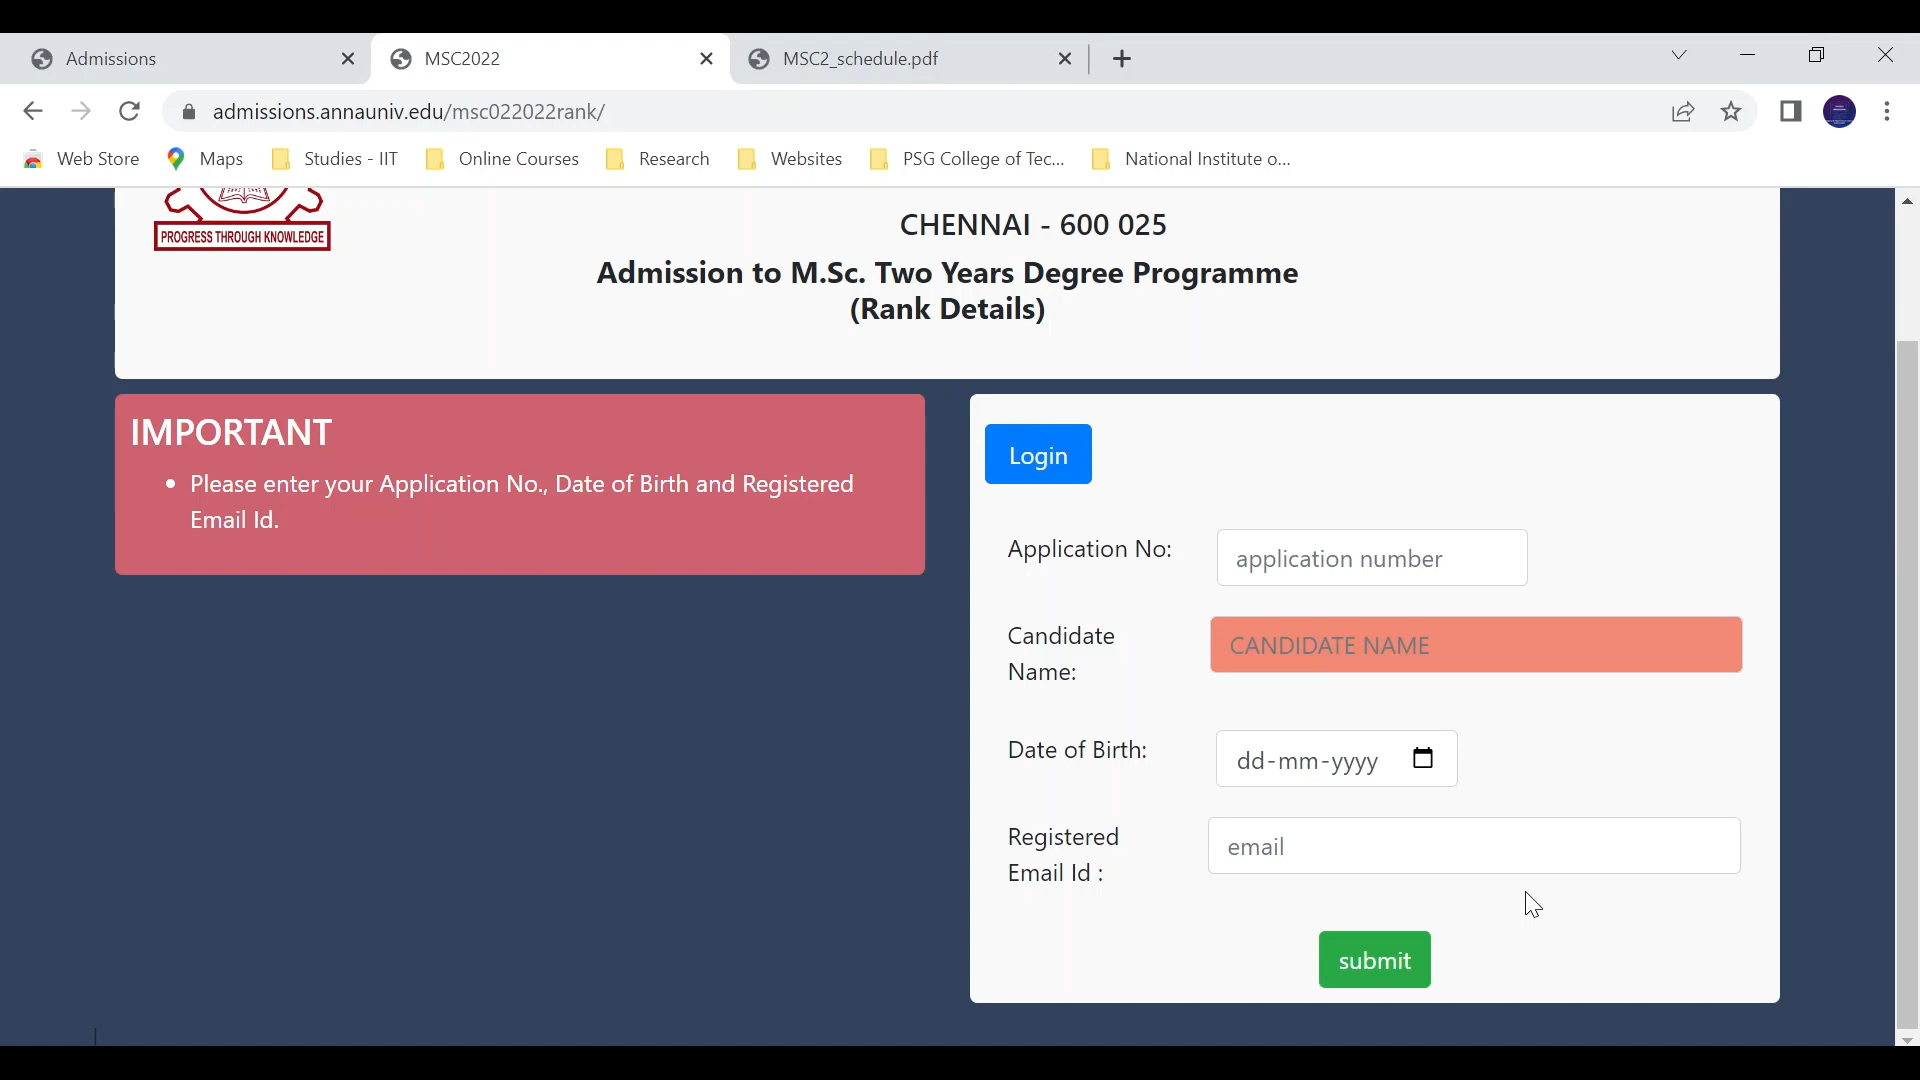 Admissions
MSC2022
MSC2_schedule.pdf
admissions.annauniv.edu/msc022022rank/
Web Store
Maps
Studies - IIT
Online Courses
Research
Websites
PSG College of Tec...
National Institute o...
PROGRESS THROUGH KNOWLEDGE
CHENNAI - 600 025
Admission to M.Sc. Two Years Degree Programme
(Rank Details)
IMPORTANT
• Please enter your Application No., Date of Birth and Registered
Email Id.
Login
Application No:
application number
Candidate
Name:
CANDIDATE NAME
Date of Birth:
dd-mm-yyyy
Registered
Email Id :
email
submit